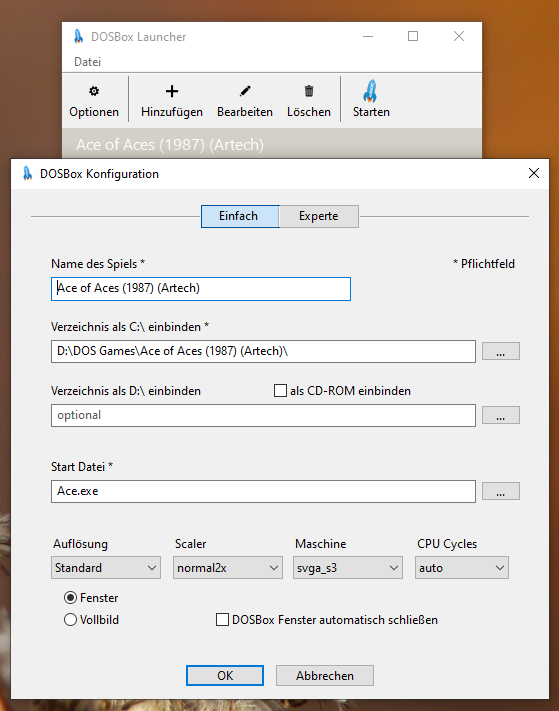 DOSBox Launcher
Datei
Optionen Hinzufügen Bearbeiten Löschen Starten
Ace of Aces (1987) (Artech)
DOSBox Konfiguration
Einfach Experte
Name des Spiels * * Pflichtfeld
Ace of Aces (1987) (Artech)
Verzeichnis als C:\ einbinden *
D:\DOS Games\Ace of Aces (1987) (Artech)\
...
Verzeichnis als D:\ einbinden als CD-ROM einbinden
optional
...
Start Datei *
Ace.exe
...
Auflösung Scaler Maschine CPU Cycles
Standard normal2x svga_s3 auto
Fenster
Vollbild DOSBox Fenster automatisch schließen
OK Abbrechen